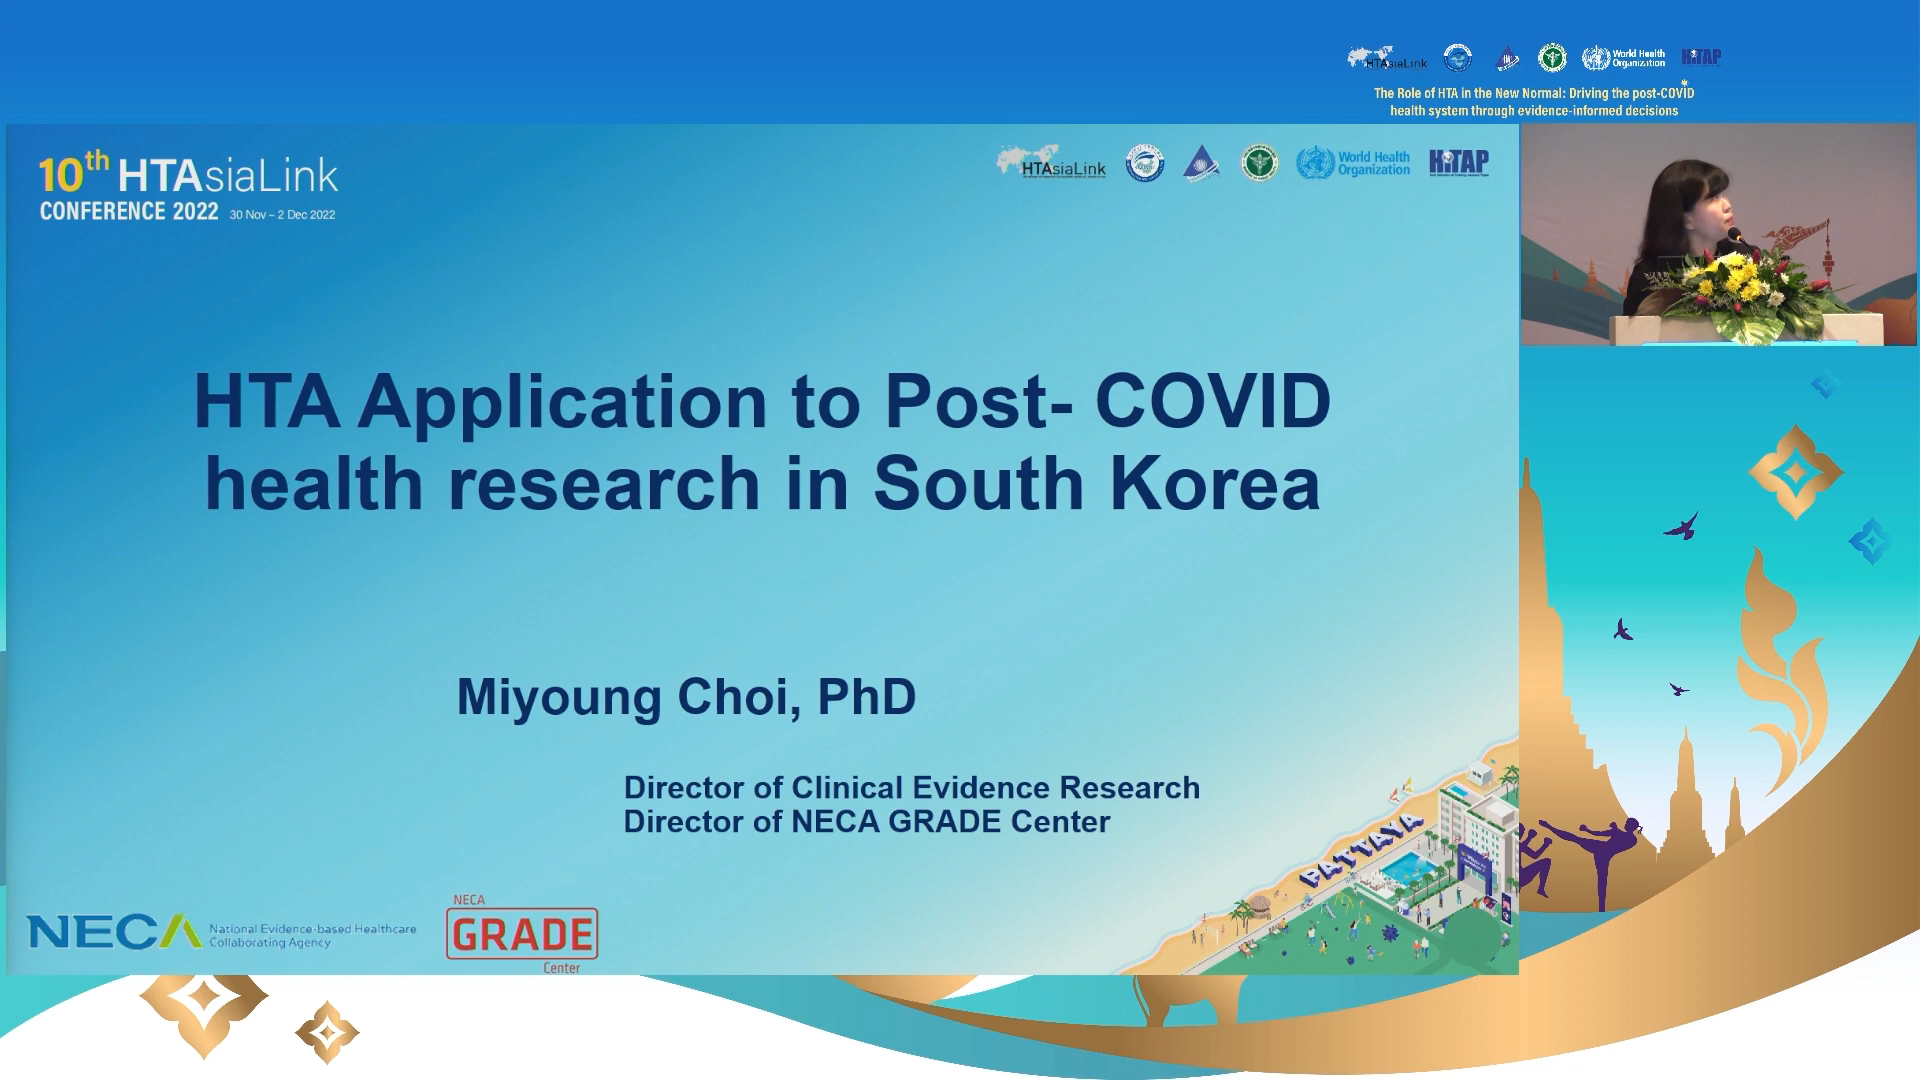 HTAsiaLink
World Health
Organization
HITAP
The Role of HTA in the New Normal: Driving the post-COVID
health system through evidence-informed decisions
10th HTAsiaLink
CONFERENCE 2022 30 Nov – 2 Dec 2022
HTAsiaLink
World Health
Organization
HITAP
HTA Application to Post- COVID
health research in South Korea
Miyoung Choi, PhD
Director of Clinical Evidence Research
Director of NECA GRADE Center
PATTAYA
NECA
National Evidence-based Healthcare
Collaborating Agency
NECA
GRADE
Center